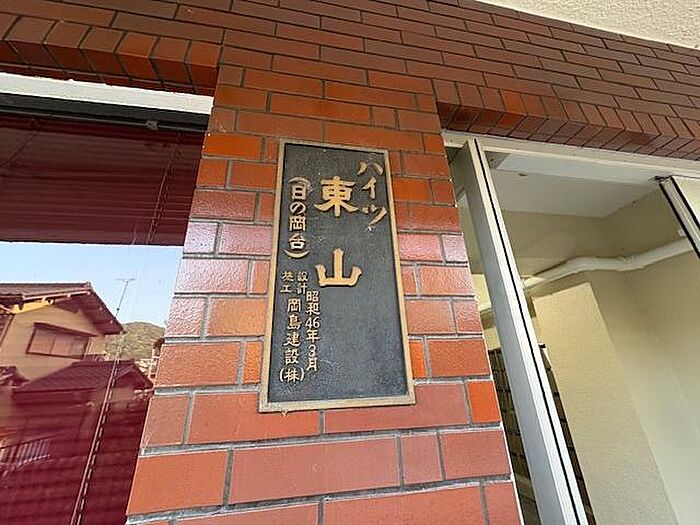 ハイツ
東山
(日の岡台)
昭和46年3月
設計
施工
岡島建設(株)